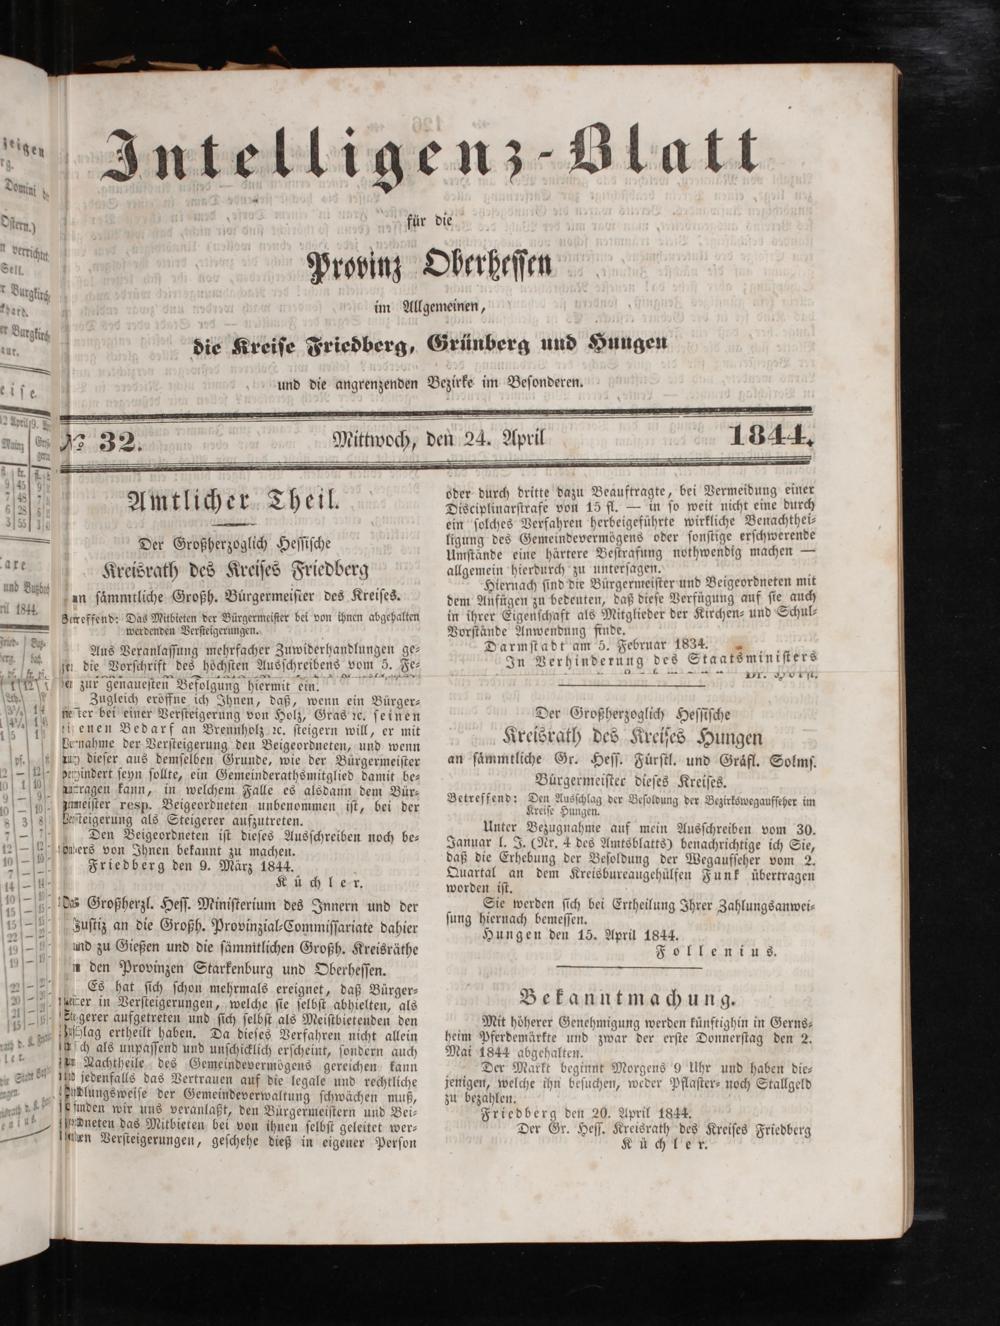 Intelligenz-Blatt
für die
Provinz Oberhessen
im Allgemeinen,
die Kreise Friedberg, Grünberg und Hungen
und die angrenzenden Bezirke im Besonderen.
№ 32. Mittwoch, den 24. April 1844.
Amtlicher Theil.
Der Großherzoglich Hessische
Kreisrath des Kreises Friedberg
an sämmtliche Großh. Bürgermeister des Kreises.
Betreffend: Das Mitbieten der Bürgermeister bei von ihnen abgehalten
werdenden Versteigerungen.
Aus Veranlassung mehrfacher Zuwiderhandlungen ge-
die Vorschrift des höchsten Ausschreibens vom 5. Fe-
zur genauesten Befolgung hiermit ein.
Zugleich eröffne ich Ihnen, daß, wenn ein Bürger-
meister bei einer Versteigerung von Holz, Gras ꝛc. seinen
eigenen Bedarf an Brennholz ꝛc. steigern will, er mit
Vornahme der Versteigerung den Beigeordneten, und wenn
auch dieser aus demselben Grunde, wie der Bürgermeister
verhindert seyn sollte, ein Gemeinderathsmitglied damit be-
auftragen kann, in welchem Falle es alsdann dem Bür-
germeister resp. Beigeordneten unbenommen ist, bei der
Versteigerung als Steigerer aufzutreten.
Den Beigeordneten ist dieses Ausschreiben noch be-
sonders von Ihnen bekannt zu machen.
Friedberg den 9. März 1844.
Küchler.
Das Großherzl. Hess. Ministerium des Innern und der
Justiz an die Großh. Provinzial-Commissariate dahier
und zu Gießen und die sämmtlichen Großh. Kreisräthe
in den Provinzen Starkenburg und Oberhessen.
Es hat sich schon mehrmals ereignet, daß Bürger-
meister in Versteigerungen, welche sie selbst abhielten, als
Steigerer aufgetreten und sich selbst als Meistbietenden den
Zuschlag ertheilt haben. Da dieses Verfahren nicht allein
sich als unpassend und unschicklich erscheint, sondern auch
zum Nachtheile des Gemeindevermögens gereichen kann
und jedenfalls das Vertrauen auf die legale und rechtliche
Handlungsweise der Gemeindeverwaltung schwächen muß,
so finden wir uns veranlaßt, den Bürgermeistern und Bei-
geordneten das Mitbieten bei von ihnen selbst geleitet wer-
denden Versteigerungen, geschehe dieß in eigener Person
oder durch dritte dazu Beauftragte, bei Vermeidung einer
Disciplinarstrafe von 15 fl. — in so weit nicht eine durch
ein solches Verfahren herbeigeführte wirkliche Benachthei-
ligung des Gemeindevermögens oder sonstige erschwerende
Umstände eine härtere Bestrafung nothwendig machen —
allgemein hierdurch zu untersagen.
Hiernach sind die Bürgermeister und Beigeordneten mit
dem Anfügen zu bedeuten, daß diese Verfügung auf sie auch
in ihrer Eigenschaft als Mitglieder der Kirchen- und Schul-
Vorstände Anwendung finde.
Darmstadt am 5. Februar 1834.
In Verhinderung des Staatsministers
Der Großherzoglich Hessische
Kreisrath des Kreises Hungen
an sämmtliche Gr. Hess. Fürstl. und Gräfl. Solms.
Bürgermeister dieses Kreises.
Betreffend: Den Ausschlag der Besoldung der Bezirkswegaufseher im
Kreise Hungen.
Unter Bezugnahme auf mein Ausschreiben vom 30.
Januar l. J. (Nr. 4 des Amtsblatts) benachrichtige ich Sie,
daß die Erhebung der Besoldung der Wegaufseher vom 2.
Quartal an dem Kreisbureaugehülfen Funk übertragen
worden ist.
Sie werden sich bei Ertheilung Ihrer Zahlungsanwei-
sung hiernach bemessen.
Hungen den 15. April 1844.
Follenius.
Bekanntmachung.
Mit höherer Genehmigung werden künftighin in Gerns-
heim Pferdemärkte und zwar der erste Donnerstag den 2.
Mai 1844 abgehalten.
Der Markt beginnt Morgens 9 Uhr und haben die-
jenigen, welche ihn besuchen, weder Pflaster- noch Stallgeld
zu bezahlen.
Friedberg den 20. April 1844.
Der Gr. Hess. Kreisrath des Kreises Friedberg
Küchler.